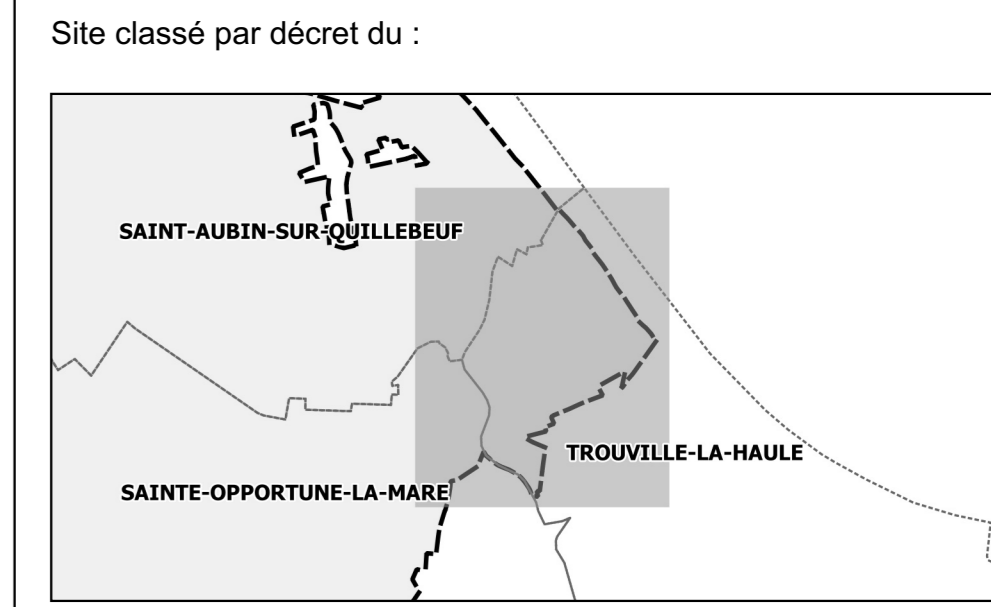 Site classé par décret du :
SAINT-AUBIN-SUR-QUILLEBEUF
TROUVILLE-LA-HAULE
SAINTE-OPPORTUNE-LA-MARE